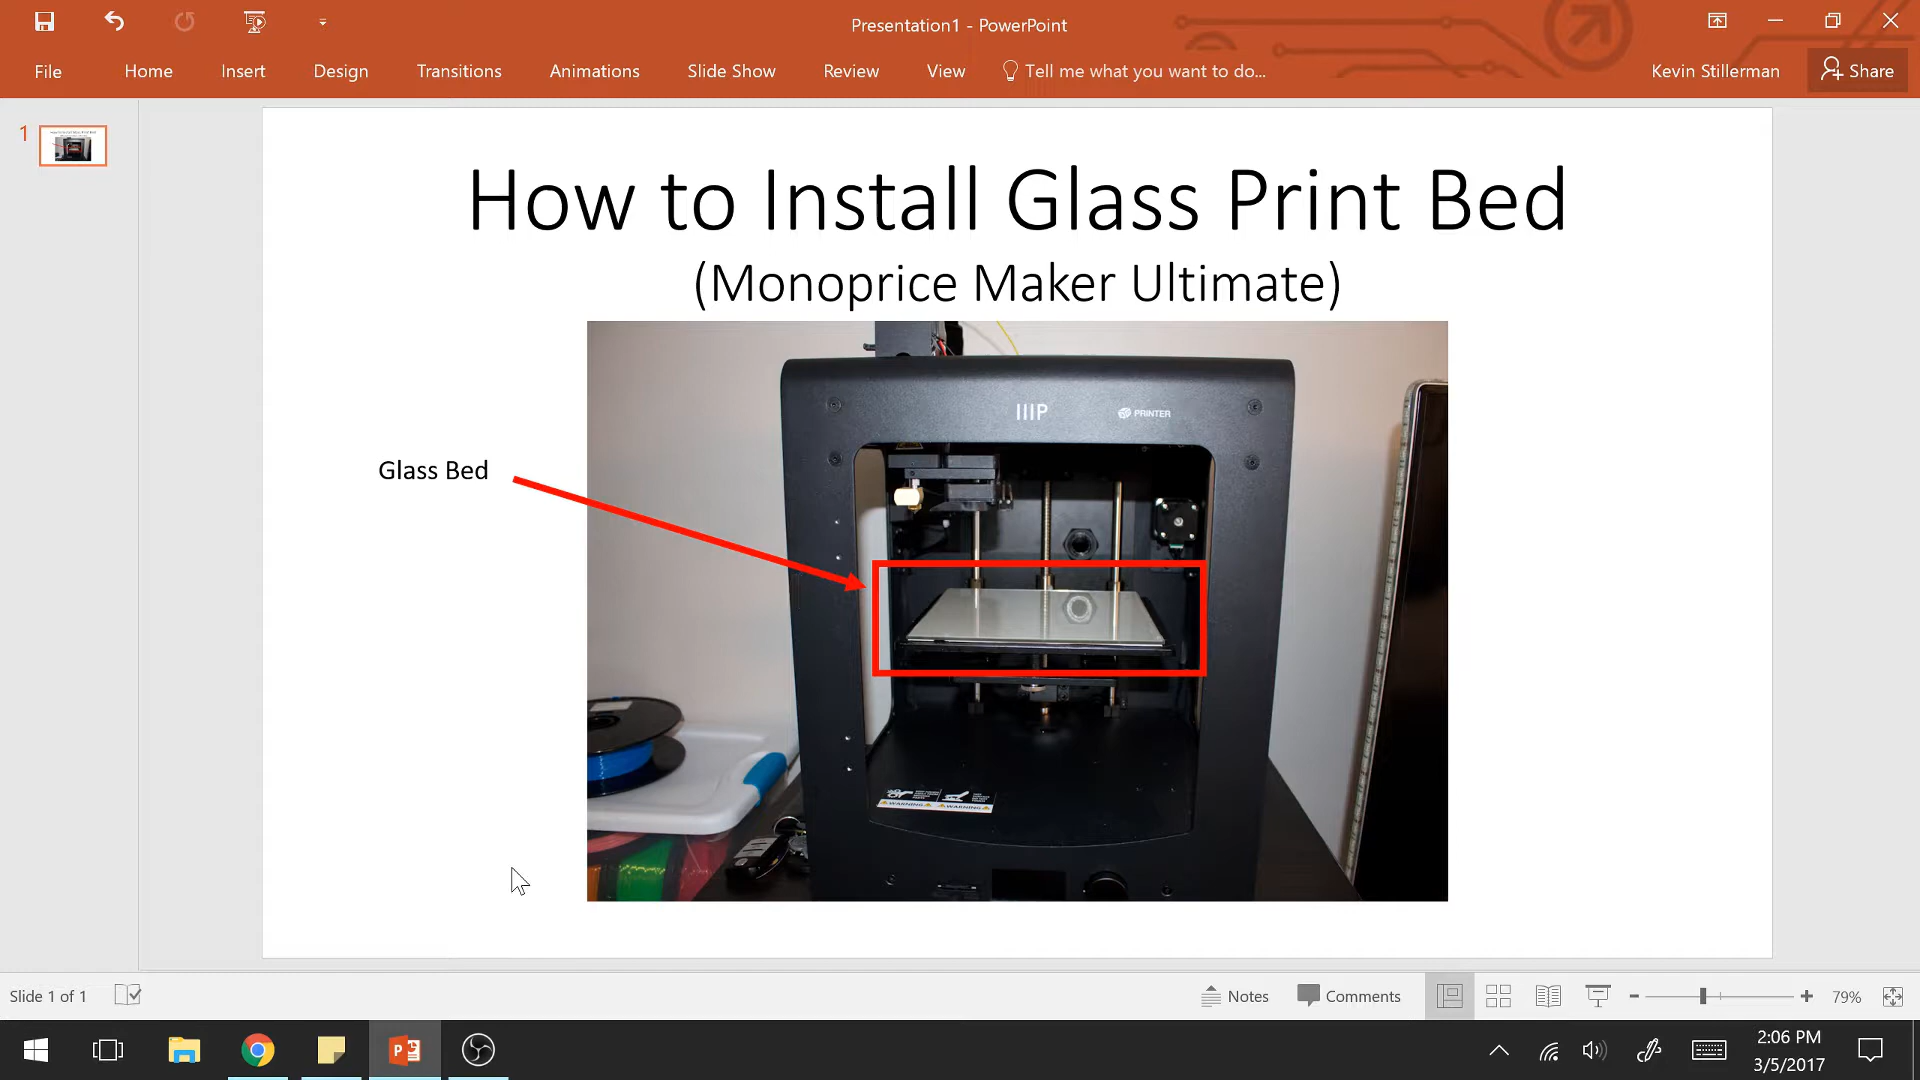 Presentation1 - PowerPoint
File Home Insert Design Transitions Animations Slide Show Review View Tell me what you want to do... Kevin Stillerman Share
1
How to Install Glass Print Bed
(Monoprice Maker Ultimate)
IIIP PRINTER
Glass Bed
WARNING WARNING
Slide 1 of 1 Notes Comments 79%
2:06 PM
3/5/2017